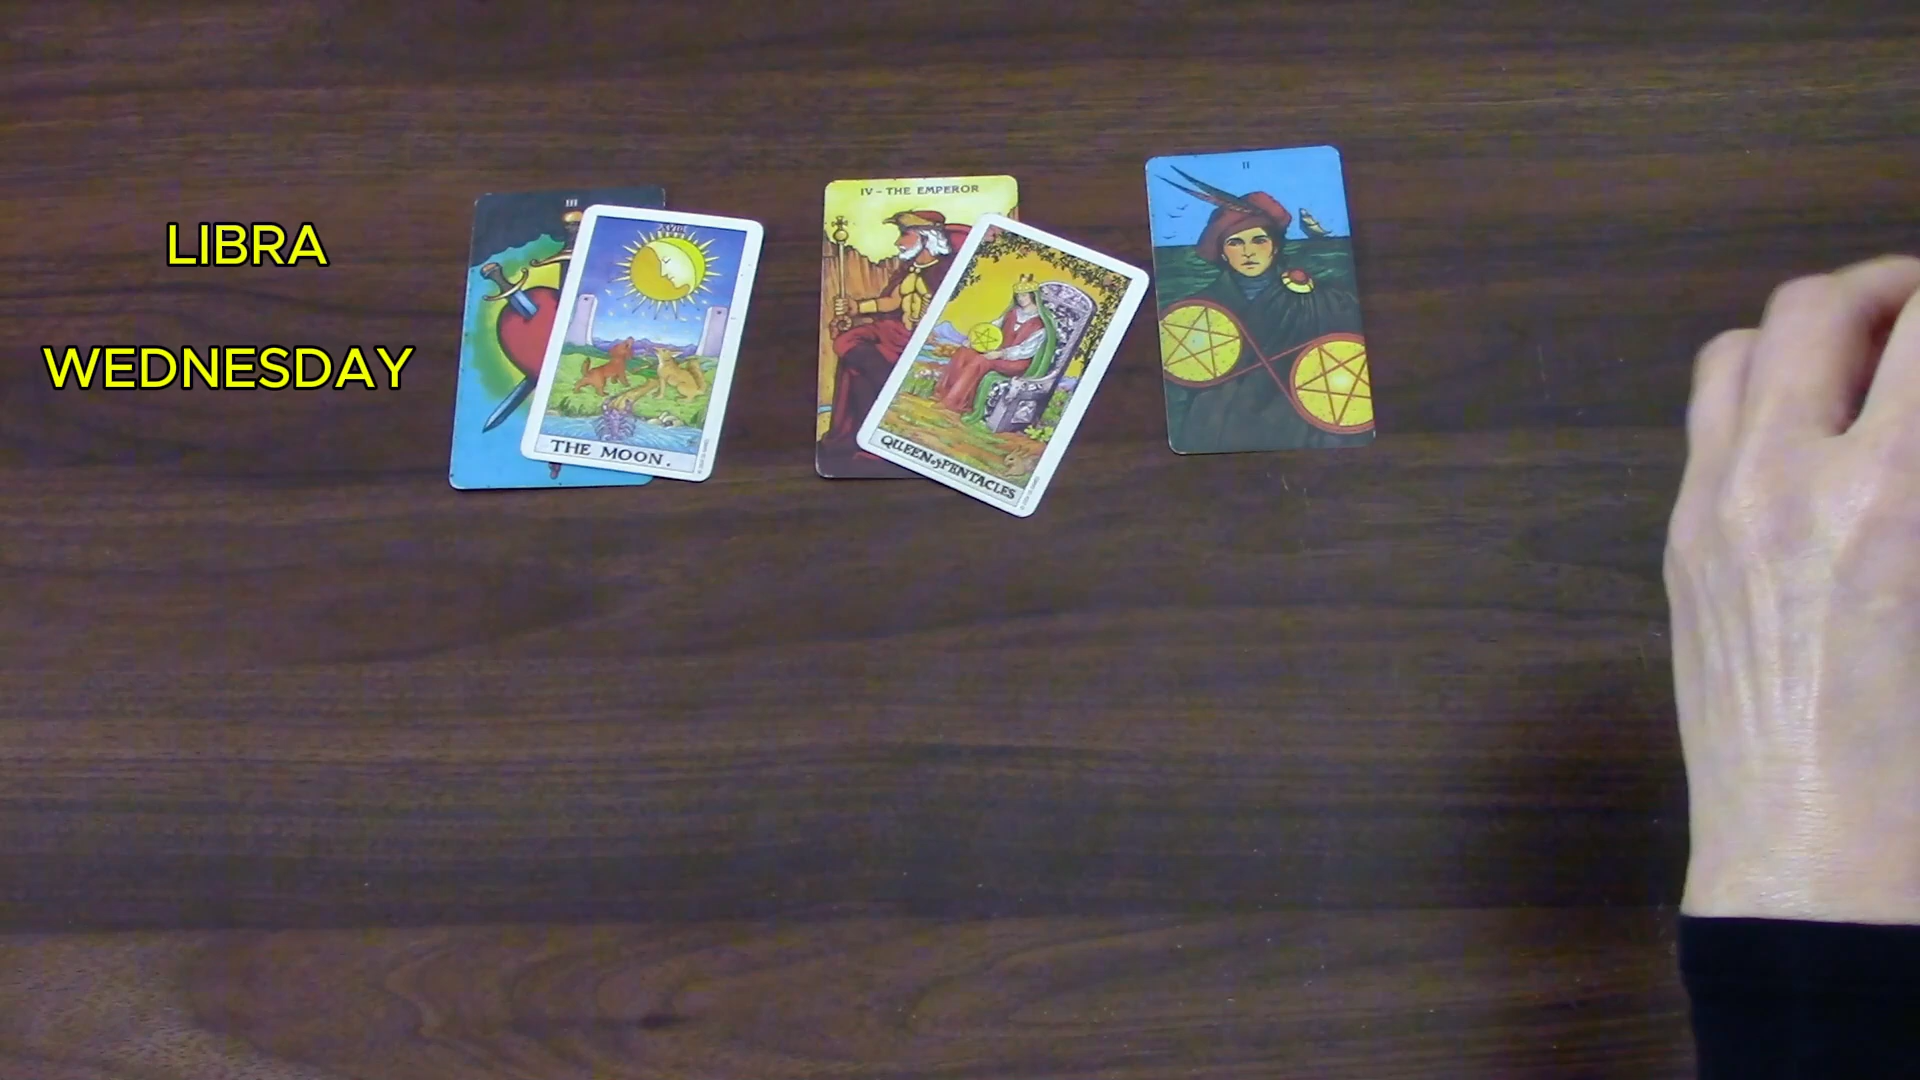 LIBRA
WEDNESDAY
III
XVIII
THE MOON.
IV – THE EMPEROR
QUEEN of PENTACLES
II